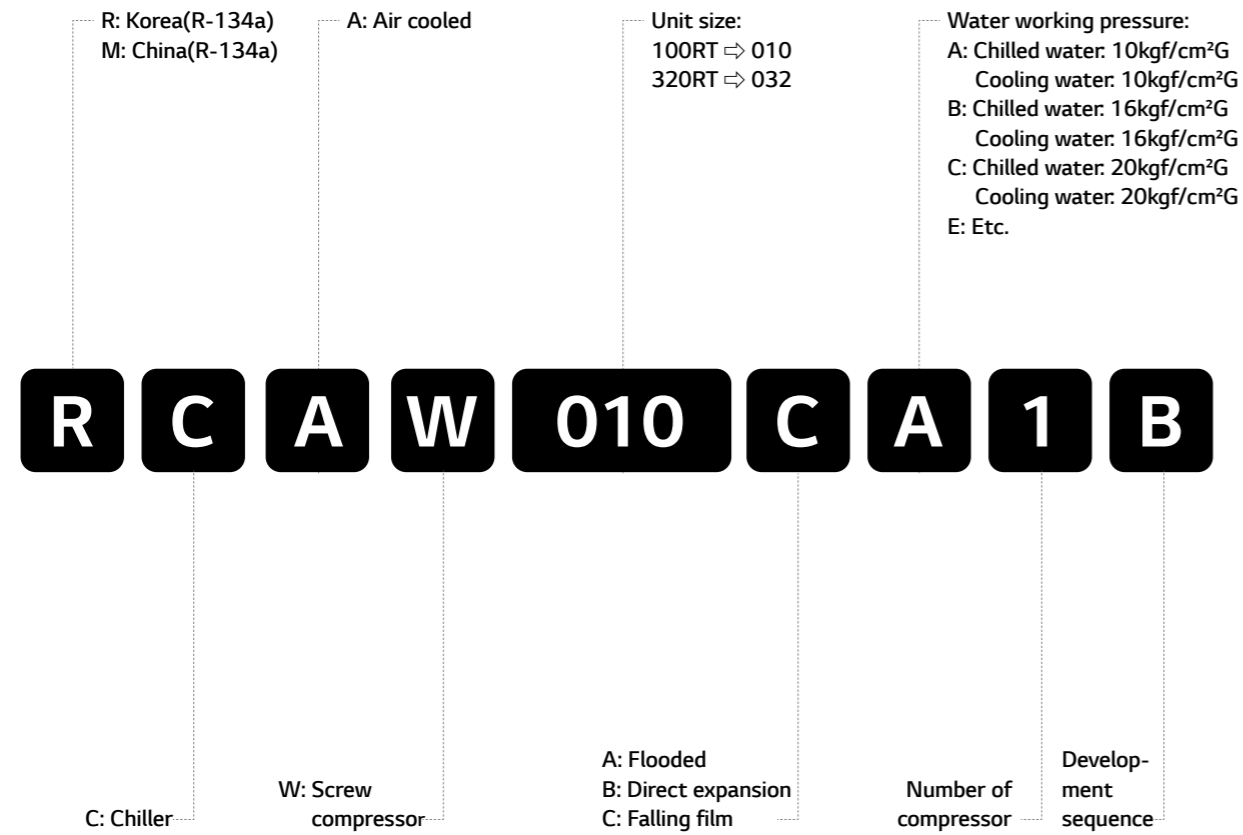 R: Korea(R-134a)
M: China(R-134a)
A: Air cooled
Unit size:
100RT ⇨ 010
320RT ⇨ 032
Water working pressure:
A: Chilled water: 10kgf/cm²G
Cooling water: 10kgf/cm²G
B: Chilled water: 16kgf/cm²G
Cooling water: 16kgf/cm²G
C: Chilled water: 20kgf/cm²G
Cooling water: 20kgf/cm²G
E: Etc.
R C A W 010 C A 1 B
C: Chiller
W: Screw
compressor
A: Flooded
B: Direct expansion
C: Falling film
Number of
compressor
Develop-
ment
sequence